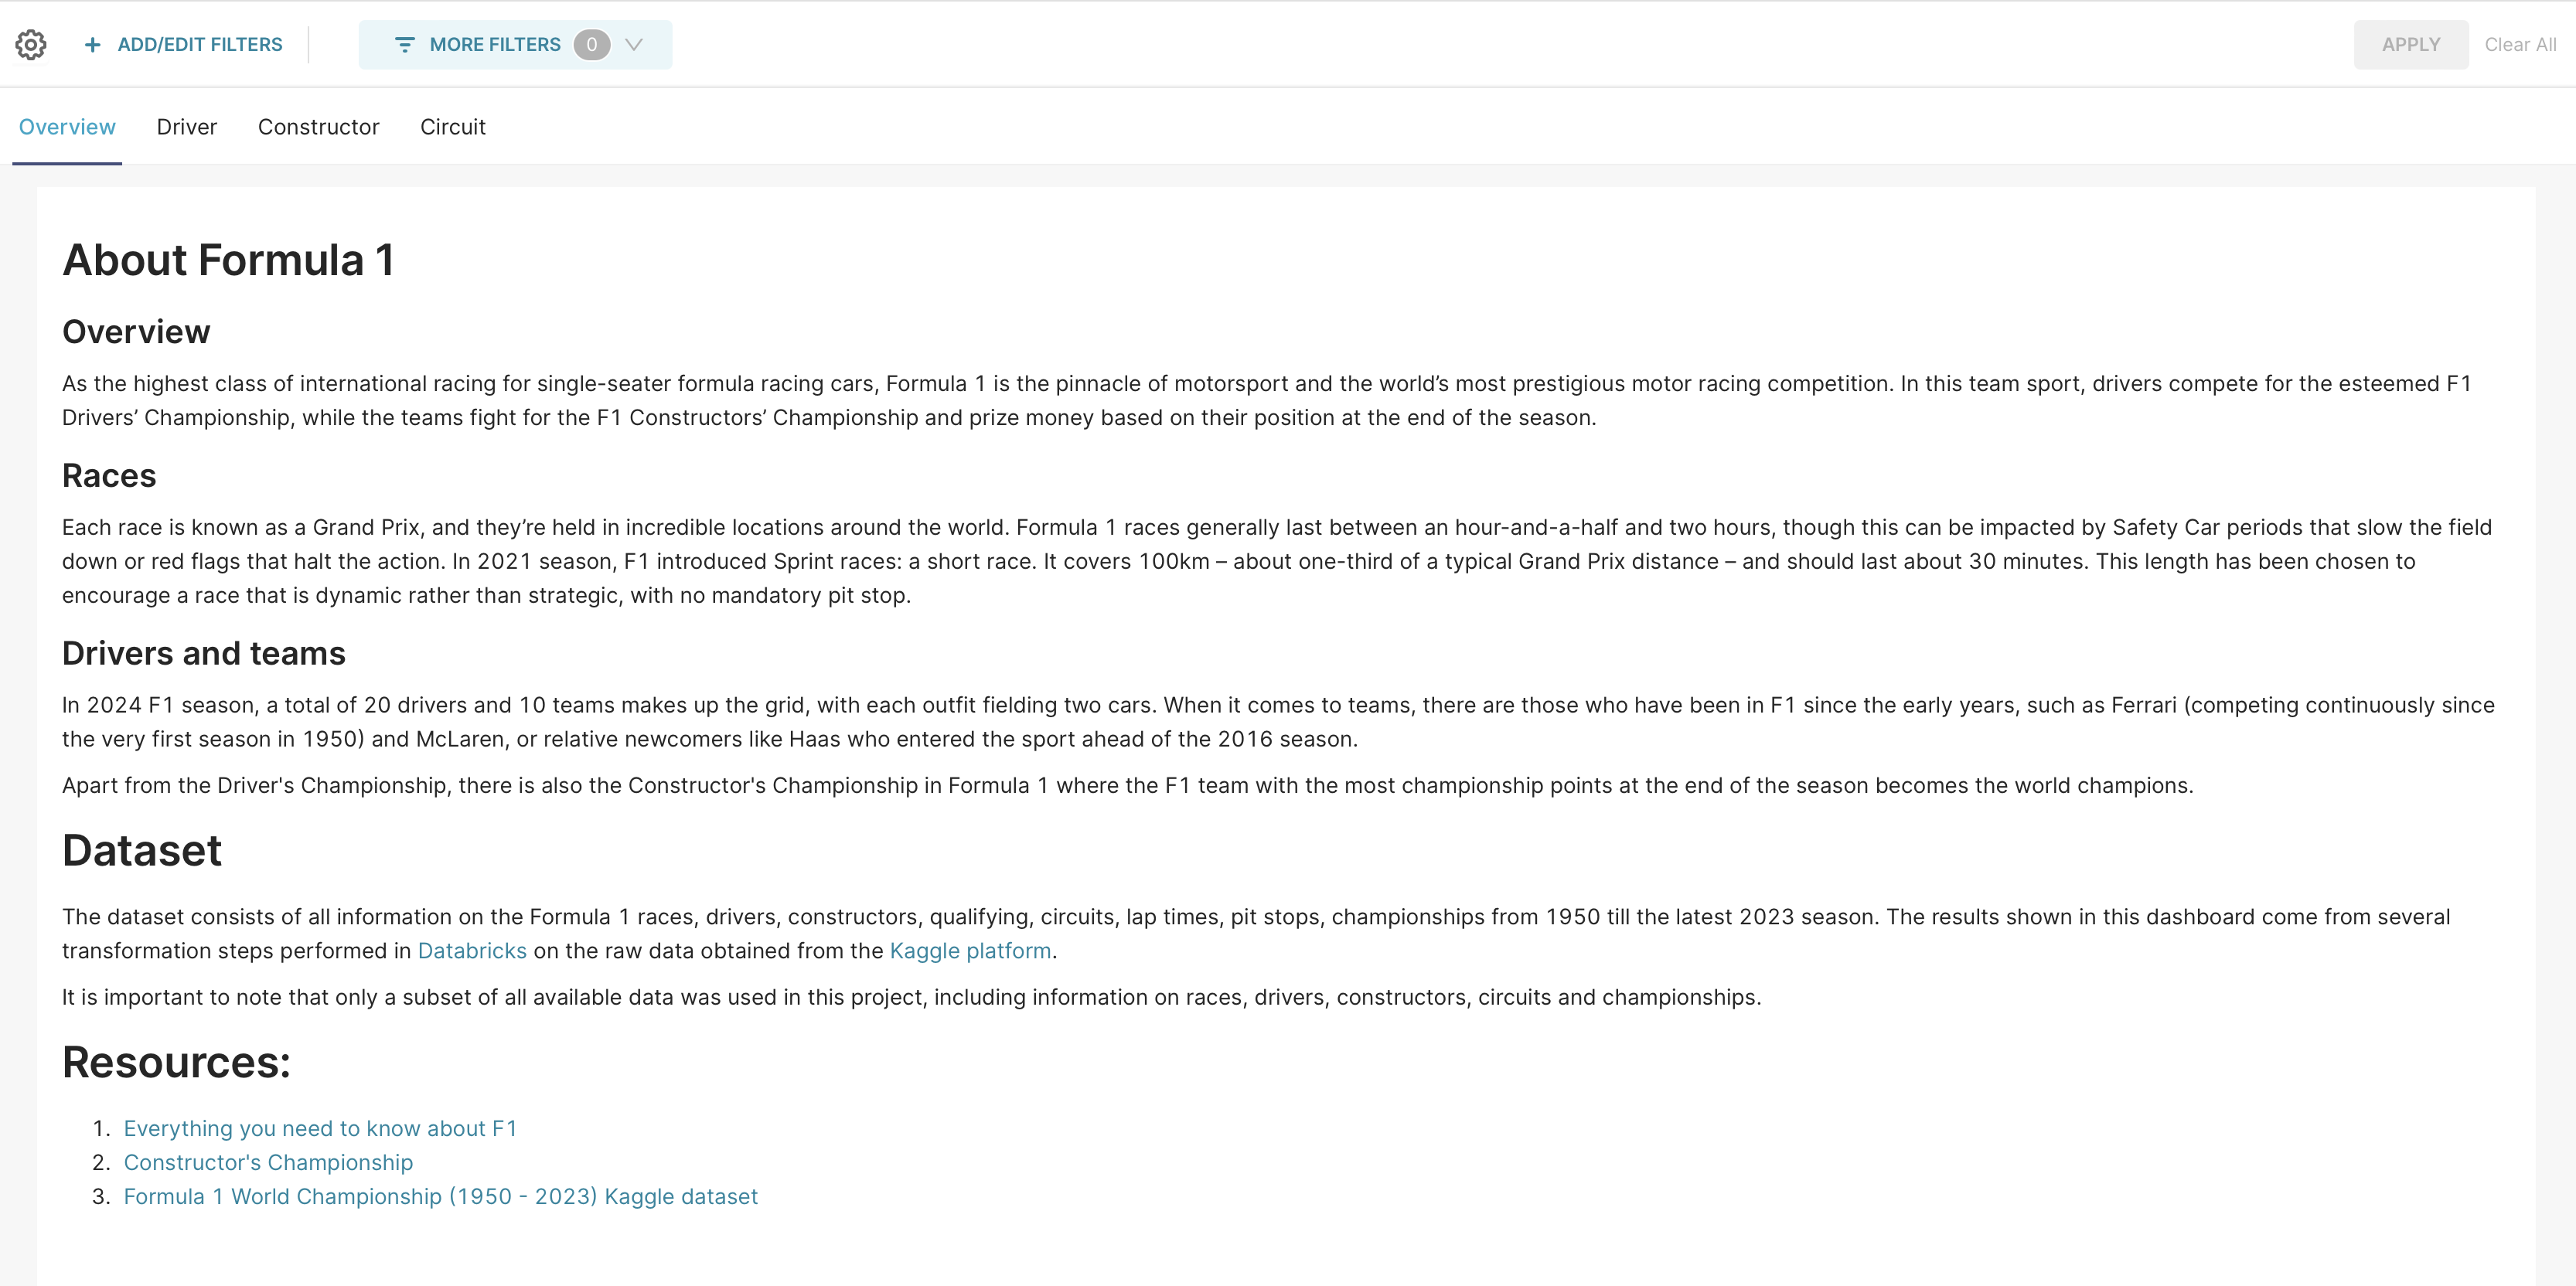 + ADD/EDIT FILTERS MORE FILTERS 0 APPLY Clear All
Overview Driver Constructor Circuit
About Formula 1
Overview
As the highest class of international racing for single-seater formula racing cars, Formula 1 is the pinnacle of motorsport and the world’s most prestigious motor racing competition. In this team sport, drivers compete for the esteemed F1
Drivers’ Championship, while the teams fight for the F1 Constructors’ Championship and prize money based on their position at the end of the season.
Races
Each race is known as a Grand Prix, and they’re held in incredible locations around the world. Formula 1 races generally last between an hour-and-a-half and two hours, though this can be impacted by Safety Car periods that slow the field
down or red flags that halt the action. In 2021 season, F1 introduced Sprint races: a short race. It covers 100km – about one-third of a typical Grand Prix distance – and should last about 30 minutes. This length has been chosen to
encourage a race that is dynamic rather than strategic, with no mandatory pit stop.
Drivers and teams
In 2024 F1 season, a total of 20 drivers and 10 teams makes up the grid, with each outfit fielding two cars. When it comes to teams, there are those who have been in F1 since the early years, such as Ferrari (competing continuously since
the very first season in 1950) and McLaren, or relative newcomers like Haas who entered the sport ahead of the 2016 season.
Apart from the Driver's Championship, there is also the Constructor's Championship in Formula 1 where the F1 team with the most championship points at the end of the season becomes the world champions.
Dataset
The dataset consists of all information on the Formula 1 races, drivers, constructors, qualifying, circuits, lap times, pit stops, championships from 1950 till the latest 2023 season. The results shown in this dashboard come from several
transformation steps performed in Databricks on the raw data obtained from the Kaggle platform.
It is important to note that only a subset of all available data was used in this project, including information on races, drivers, constructors, circuits and championships.
Resources:
1. Everything you need to know about F1
2. Constructor's Championship
3. Formula 1 World Championship (1950 - 2023) Kaggle dataset